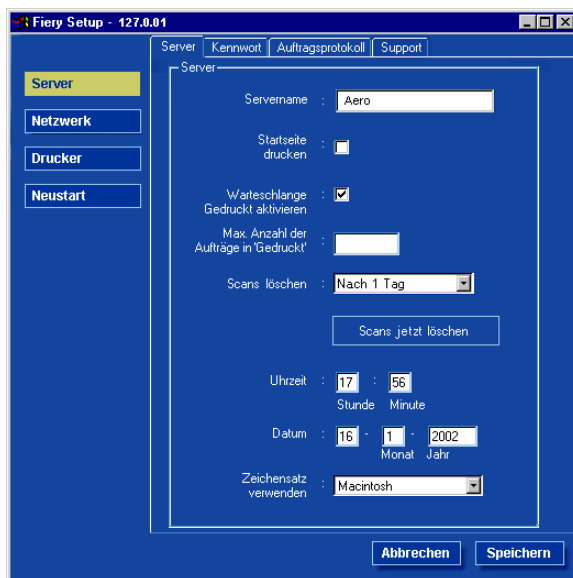 Fiery Setup - 127.0.01
Server Kennwort Auftragsprotokoll Support
Server
Netzwerk
Drucker
Neustart
Server
Servername : Aero
Startseite
drucken :
Warteschlange :
Gedruckt aktivieren
Max. Anzahl der
Aufträge in 'Gedruckt' :
Scans löschen : Nach 1 Tag
Scans jetzt löschen
Uhrzeit : 17 : 56
Stunde Minute
Datum : 16 - 1 - 2002
Monat Jahr
Zeichensatz
verwenden : Macintosh
Abbrechen Speichern